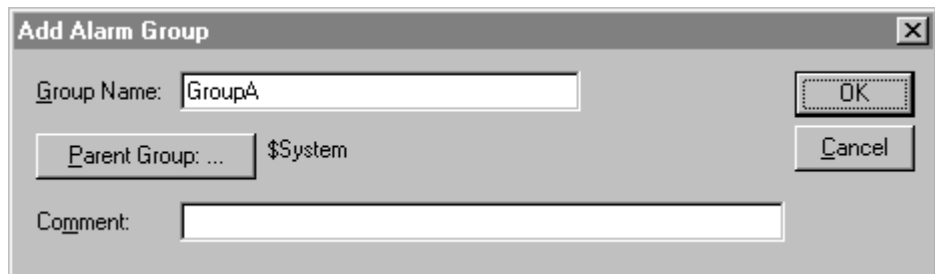 Add Alarm Group
Group Name: GroupA
OK
Parent Group: ... $System
Cancel
Comment: